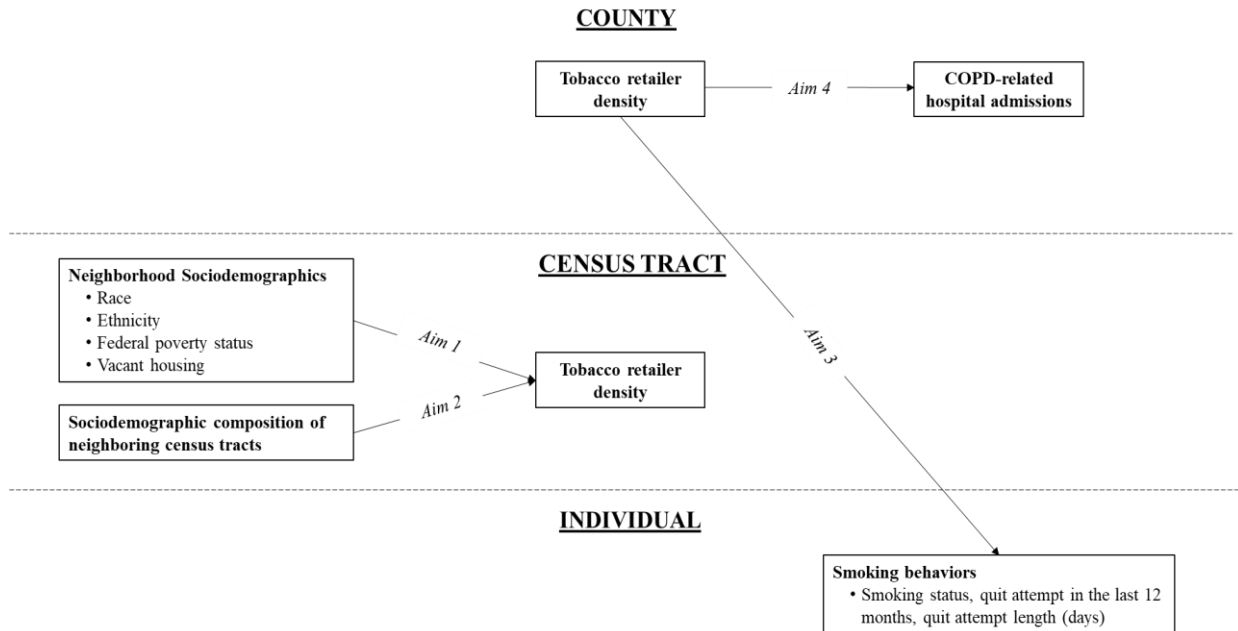 COUNTY
Tobacco retailer
density
Aim 4
COPD-related
hospital admissions
CENSUS TRACT
Neighborhood Sociodemographics
• Race
• Ethnicity
• Federal poverty status
• Vacant housing
Aim 1
Aim 3
Tobacco retailer
density
Aim 2
Sociodemographic composition of
neighboring census tracts
INDIVIDUAL
Smoking behaviors
• Smoking status, quit attempt in the last 12
months, quit attempt length (days)